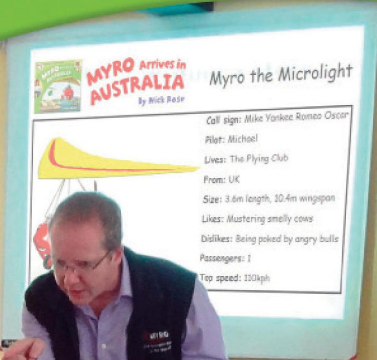 MYRO Arrives in
AUSTRALIA
By Nick Rose
Myro the Microlight
Call sign: Mike Yankee Romeo Oscar
Pilot: Michael
Lives: The Flying Club
From: UK
Size: 3.6m length, 10.4m wingspan
Likes: Mustering smelly cows
Dislikes: Being poked by angry bulls
Passengers: 1
Top speed: 110kph
MYRO